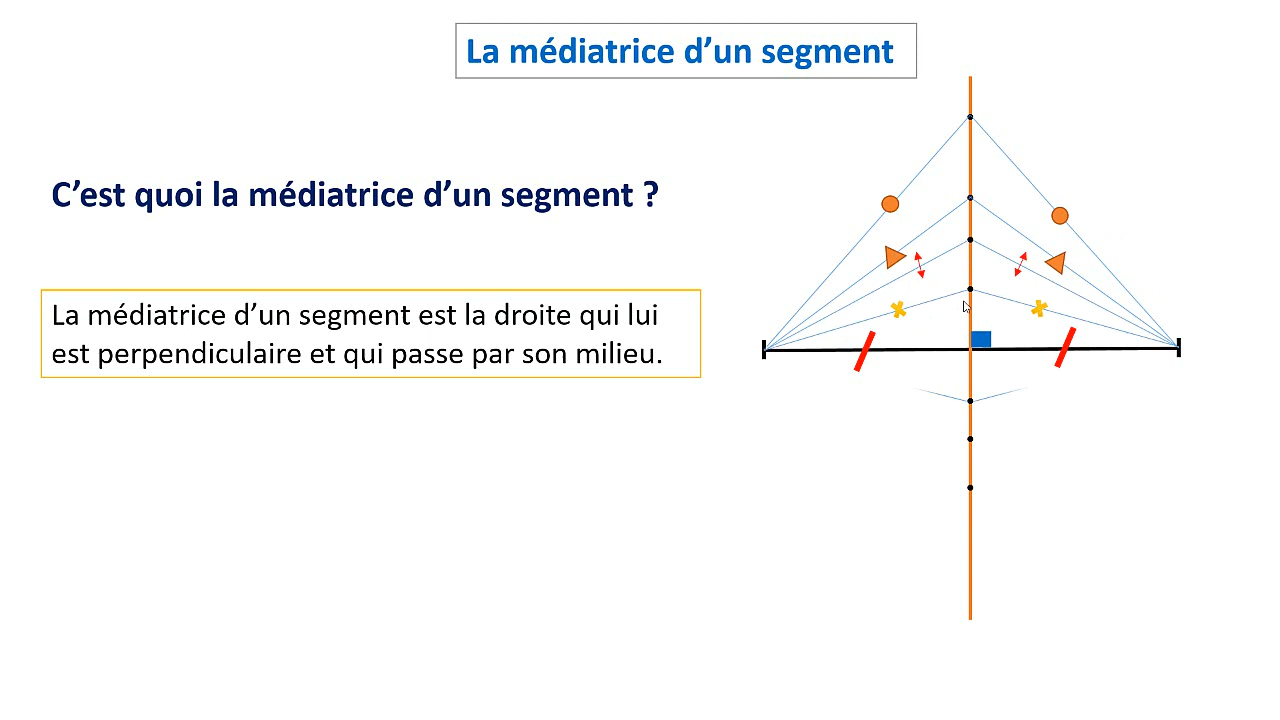 La médiatrice d’un segment
C’est quoi la médiatrice d’un segment ?
La médiatrice d’un segment est la droite qui lui
est perpendiculaire et qui passe par son milieu.